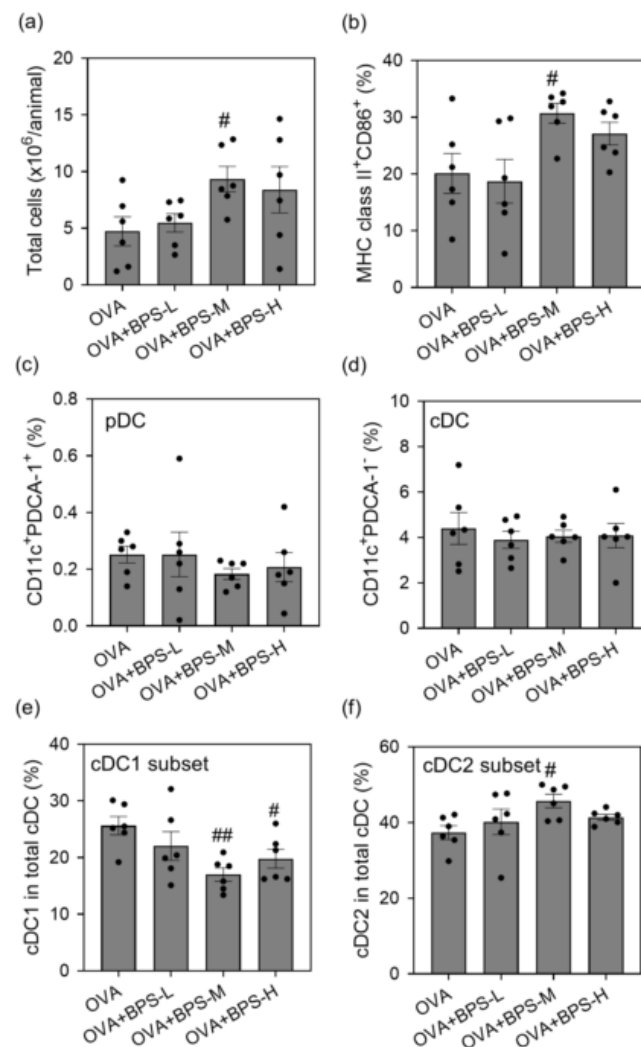 (a)
Total cells (x10⁶/animal)
20
15
10
5
0
#
OVA
OVA+BPS-L
OVA+BPS-M
OVA+BPS-H
(b)
MHC class II⁺CD86⁺ (%)
40
30
20
10
0
#
OVA
OVA+BPS-L
OVA+BPS-M
OVA+BPS-H
(c)
CD11c⁺PDCA-1⁺ (%)
0.8
0.6
0.4
0.2
0.0
pDC
OVA
OVA+BPS-L
OVA+BPS-M
OVA+BPS-H
(d)
CD11c⁺PDCA-1⁻ (%)
10
8
6
4
2
0
cDC
OVA
OVA+BPS-L
OVA+BPS-M
OVA+BPS-H
(e)
cDC1 in total cDC (%)
40
30
20
10
0
cDC1 subset
##
#
OVA
OVA+BPS-L
OVA+BPS-M
OVA+BPS-H
(f)
cDC2 in total cDC (%)
60
40
20
0
cDC2 subset
#
OVA
OVA+BPS-L
OVA+BPS-M
OVA+BPS-H